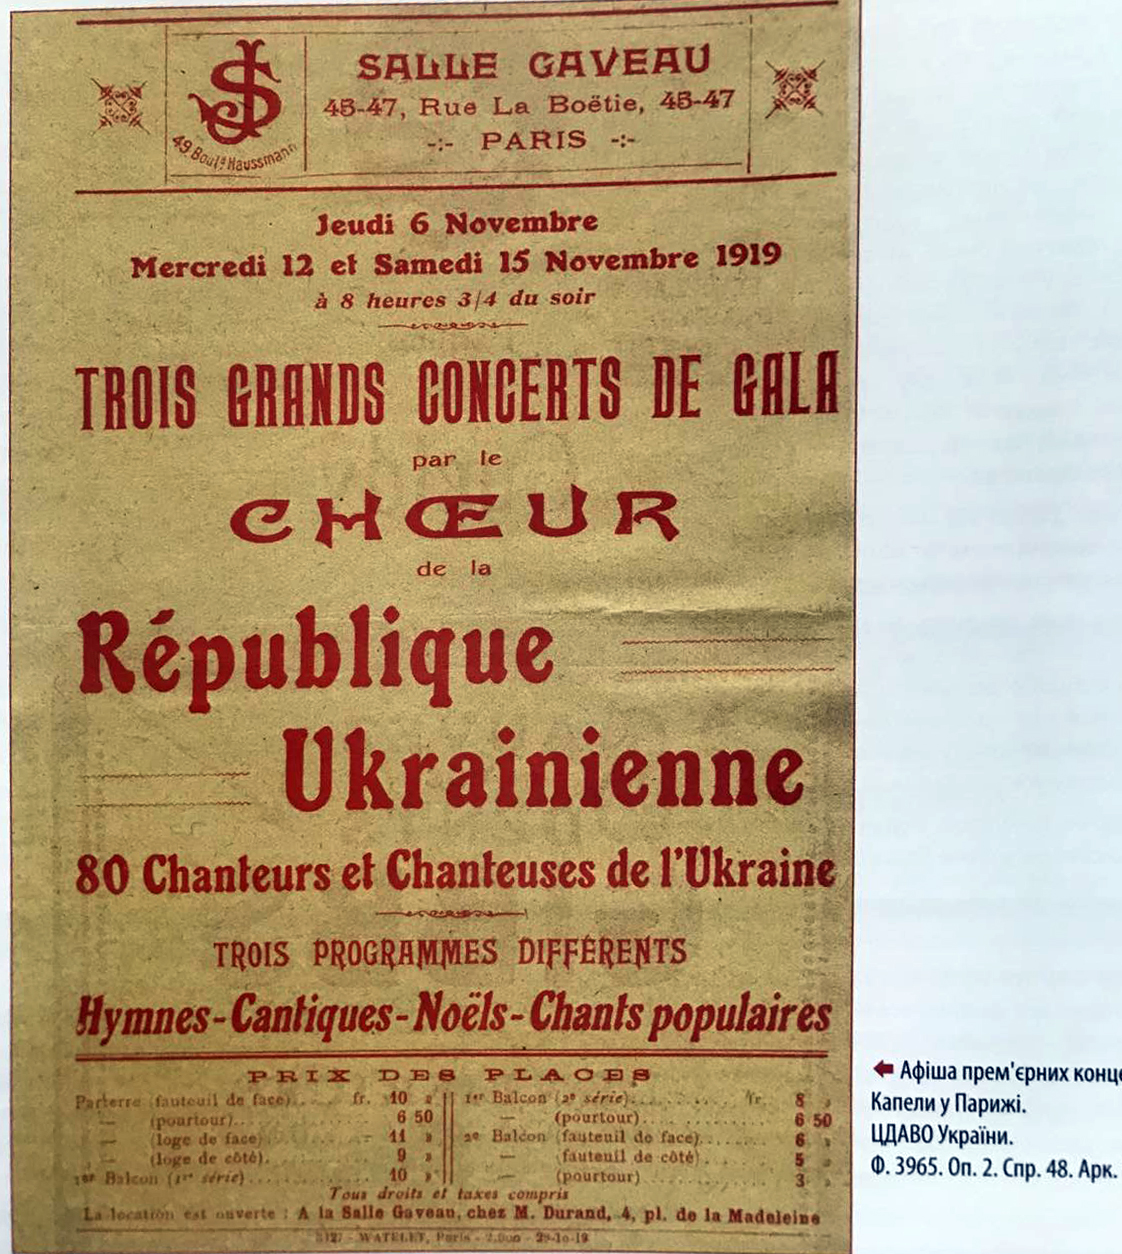 SALLE GAVEAU
45-47, Rue La Boëtie, 45-47
-:- PARIS -:-
JS
49 Boul.d Haussmann
Jeudi 6 Novembre
Mercredi 12 et Samedi 15 Novembre 1919
à 8 heures 3/4 du soir
TROIS GRANDS CONCERTS DE GALA
par le
CHŒUR
de la
République
Ukrainienne
80 Chanteurs et Chanteuses de l'Ukraine
TROIS PROGRAMMES DIFFÉRENTS
Hymnes - Cantiques - Noëls - Chants populaires
PRIX DES PLACES
Parterre (fauteuil de face).... fr. 10 »
— (pourtour)........ 6 50
— (loge de face)........ 11 »
— (loge de côté)........ 9 »
1er Balcon (1re série)........ 10 »
1er Balcon (2e série)........ fr. 8 »
— (pourtour)........ 6 50
2e Balcon (fauteuil de face)........ 6 »
— (fauteuil de côté)........ 5 »
— (pourtour)........ 3 »
Tous droits et taxes compris
La location est ouverte : A la Salle Gaveau, chez M. Durand, 4, pl. de la Madeleine
WATELET, Paris - 29-10-19
Афіша прем'єрних конце
Капели у Парижі.
ЦДАВО України.
Ф. 3965. Оп. 2. Спр. 48. Арк.